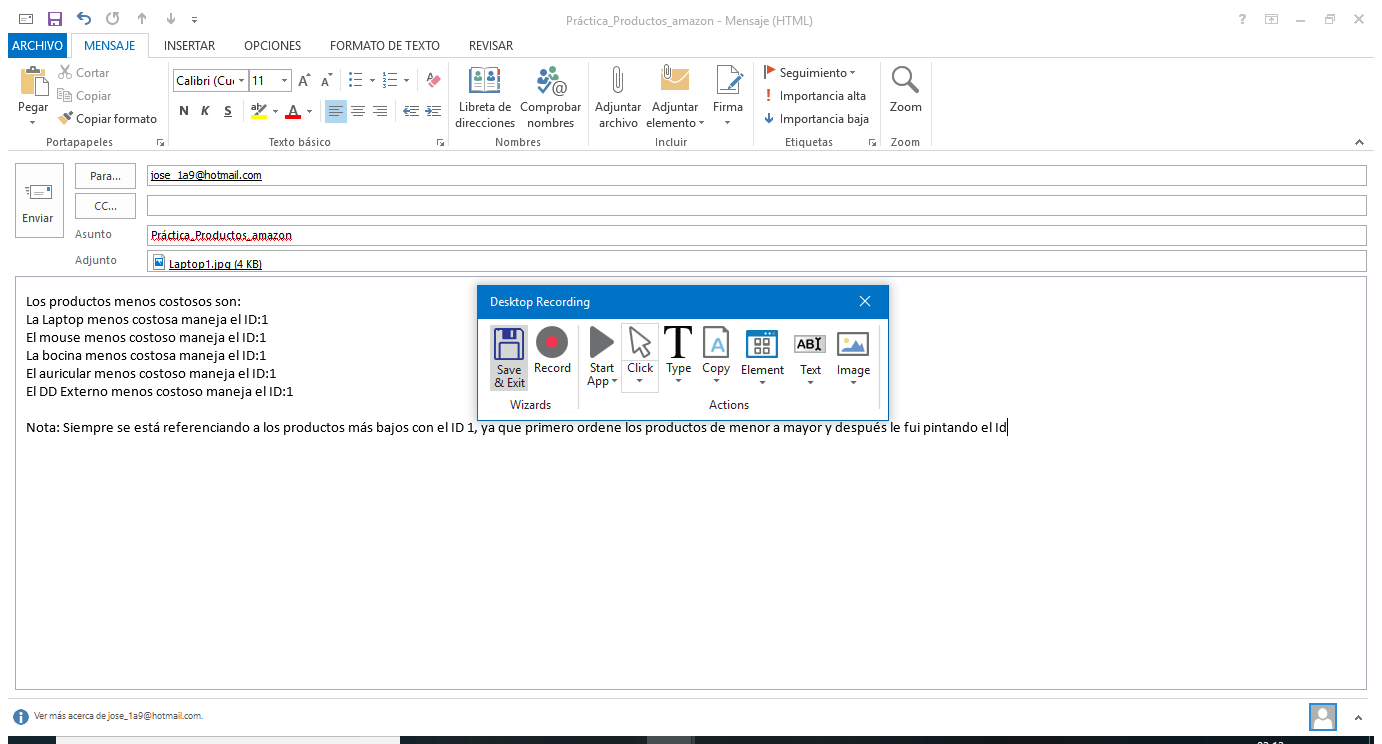 Práctica_Productos_amazon - Mensaje (HTML)
?
ARCHIVO MENSAJE INSERTAR OPCIONES FORMATO DE TEXTO REVISAR
Pegar
Cortar
Copiar
Copiar formato
Portapapeles
Calibri (Cu 11
N K S
Texto básico
Libreta de direcciones
Comprobar nombres
Nombres
Adjuntar archivo
Adjuntar elemento
Firma
Incluir
Seguimiento
Importancia alta
Importancia baja
Etiquetas
Zoom
Zoom
Enviar
Para... jose_1a9@hotmail.com
CC...
Asunto Práctica_Productos_amazon
Adjunto Laptop1.jpg (4 KB)
Los productos menos costosos son:
La Laptop menos costosa maneja el ID:1
El mouse menos costoso maneja el ID:1
La bocina menos costosa maneja el ID:1
El auricular menos costoso maneja el ID:1
El DD Externo menos costoso maneja el ID:1
Nota: Siempre se está referenciando a los productos más bajos con el ID 1, ya que primero ordene los productos de menor a mayor y después le fui pintando el Id
Desktop Recording
Save & Exit
Record
Wizards
Start App
Click
Type
Copy
Element
Text
Image
Actions
Ver más acerca de jose_1a9@hotmail.com.